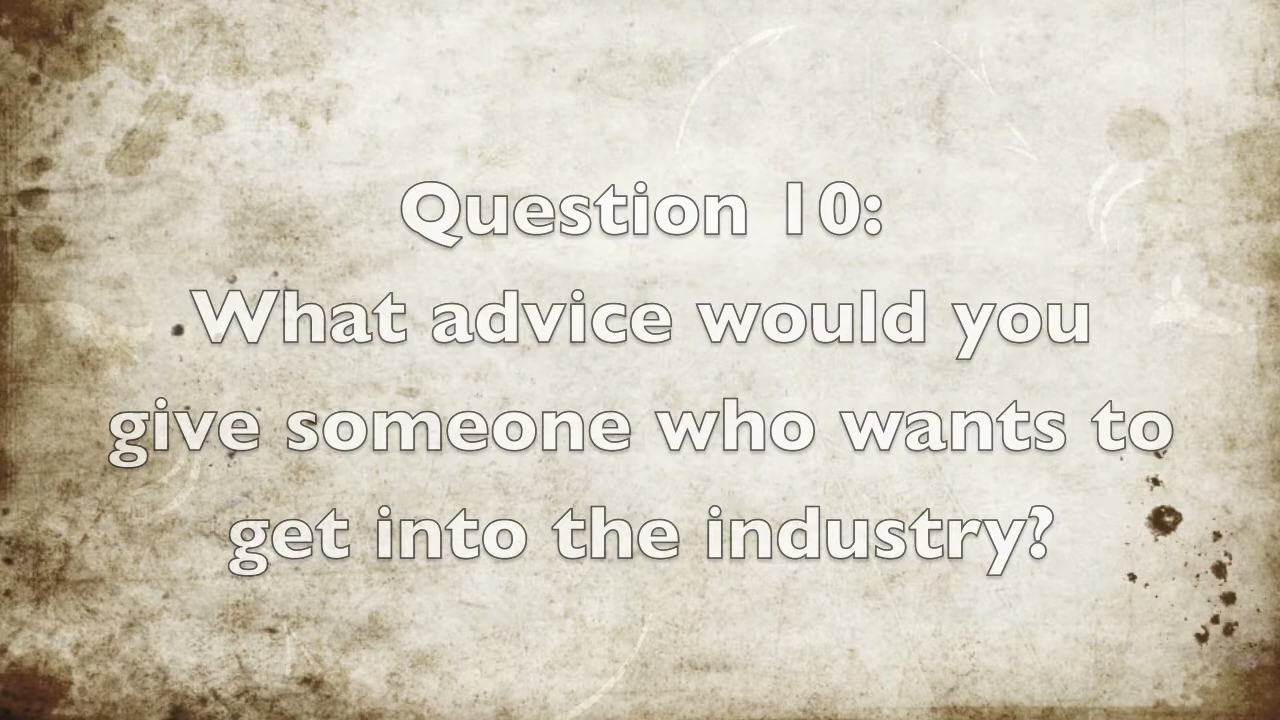 Question 10:
What advice would you
give someone who wants to
get into the industry?